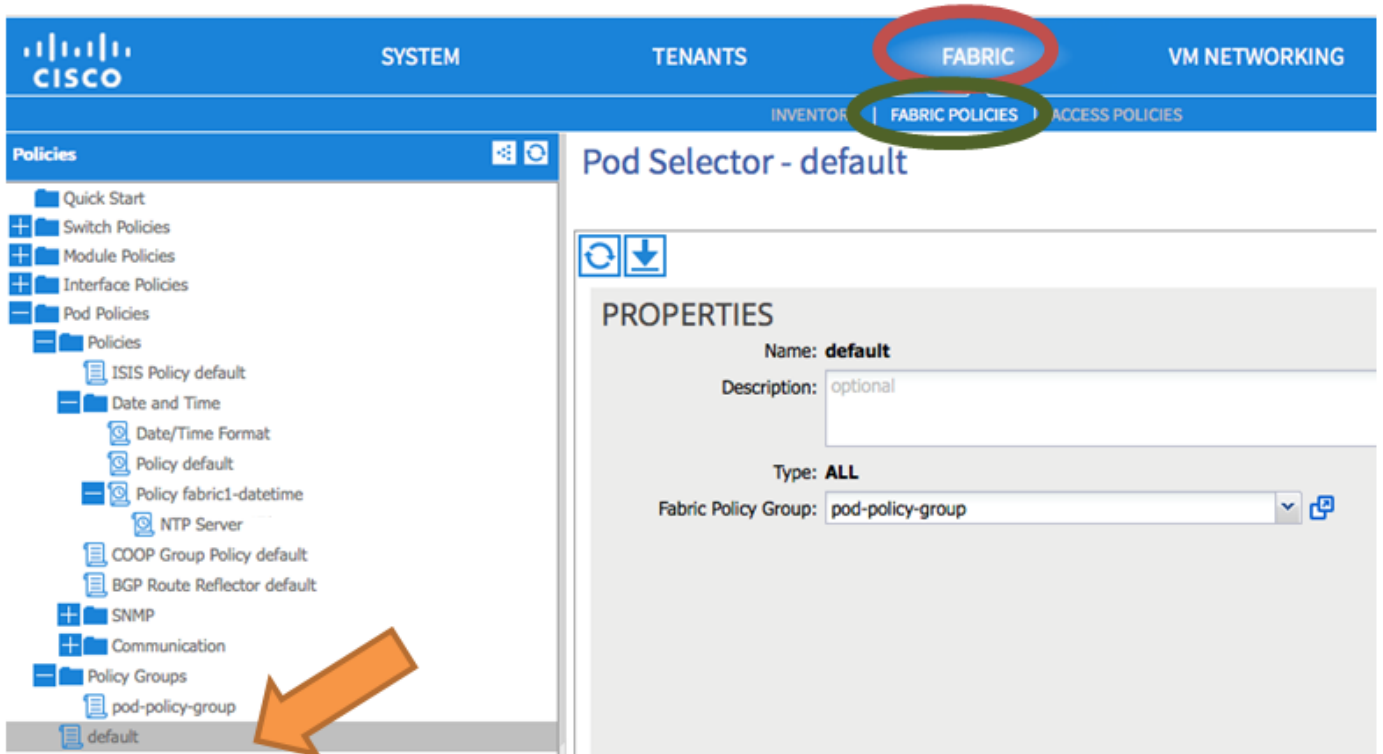 CISCO
SYSTEM TENANTS FABRIC VM NETWORKING
INVENTOR | FABRIC POLICIES | ACCESS POLICIES
Policies
Quick Start
Switch Policies
Module Policies
Interface Policies
Pod Policies
Policies
ISIS Policy default
Date and Time
Date/Time Format
Policy default
Policy fabric1-datetime
NTP Server
COOP Group Policy default
BGP Route Reflector default
SNMP
Communication
Policy Groups
pod-policy-group
default
Pod Selector - default
PROPERTIES
Name: default
Description: optional
Type: ALL
Fabric Policy Group: pod-policy-group